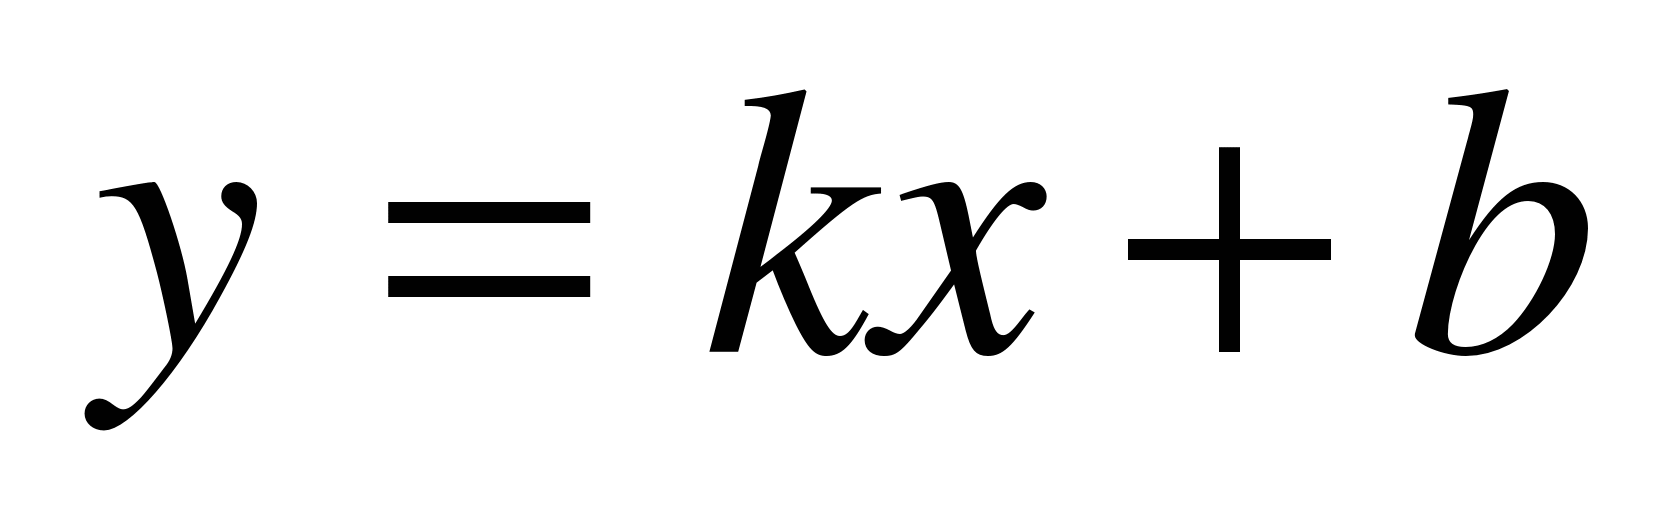 y = kx + b